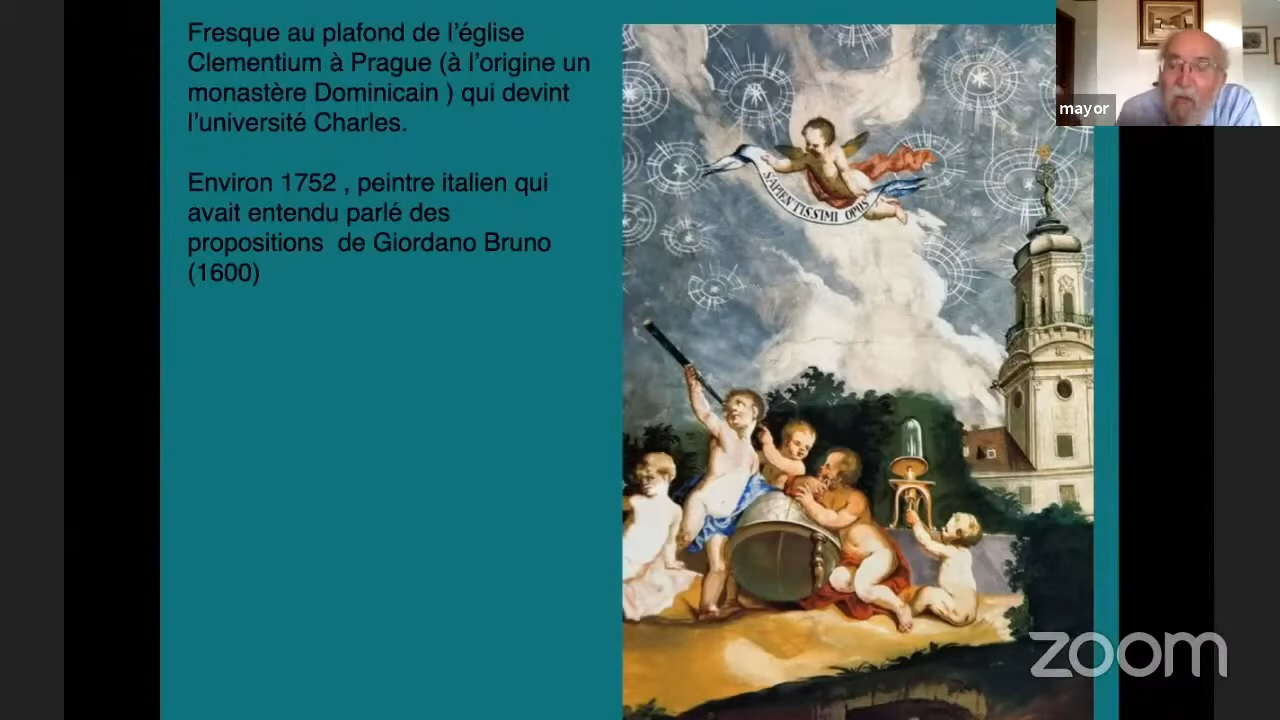 Fresque au plafond de l’église
Clementium à Prague (à l’origine un
monastère Dominicain ) qui devint
l’université Charles.
Environ 1752 , peintre italien qui
avait entendu parlé des
propositions  de Giordano Bruno
(1600)
SAPIENTISSIMI OPUS
mayor
zoom